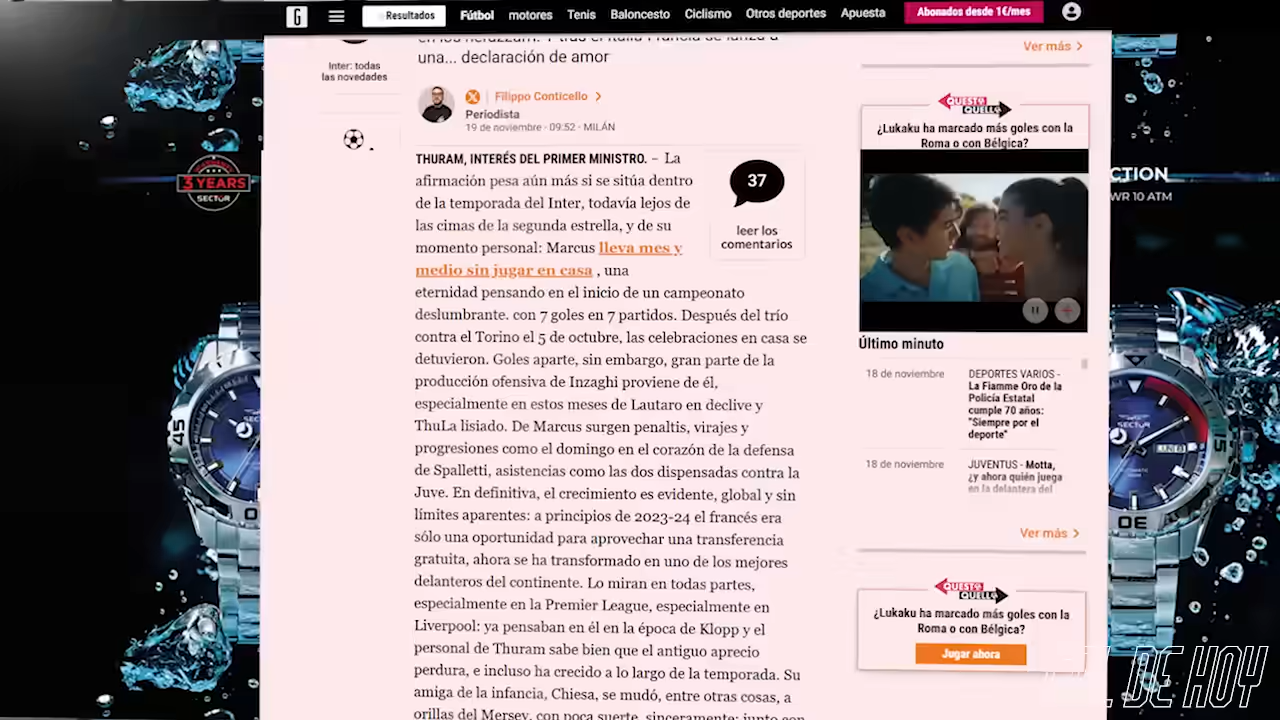 G
Resultados
Fútbol
motores
Tenis
Baloncesto
Ciclismo
Otros deportes
Apuesta
Abonados desde 1€/mes
una... declaración de amor
Inter: todas
las novedades
Filippo Conticello >
Periodista
19 de noviembre - 09:52 - MILÁN
THURAM, INTERÉS DEL PRIMER MINISTRO. – La
afirmación pesa aún más si se sitúa dentro
de la temporada del Inter, todavía lejos de
las cimas de la segunda estrella, y de su
momento personal: Marcus lleva mes y
medio sin jugar en casa , una
eternidad pensando en el inicio de un campeonato
deslumbrante. con 7 goles en 7 partidos. Después del trío
contra el Torino el 5 de octubre, las celebraciones en casa se
detuvieron. Goles aparte, sin embargo, gran parte de la
producción ofensiva de Inzaghi proviene de él,
especialmente en estos meses de Lautaro en declive y
ThuLa lisiado. De Marcus surgen penaltis, virajes y
progresiones como el domingo en el corazón de la defensa
de Spalletti, asistencias como las dos dispensadas contra la
Juve. En definitiva, el crecimiento es evidente, global y sin
límites aparentes: a principios de 2023-24 el francés era
sólo una oportunidad para aprovechar una transferencia
gratuita, ahora se ha transformado en uno de los mejores
delanteros del continente. Lo miran en todas partes,
especialmente en la Premier League, especialmente en
Liverpool: ya pensaban en él en la época de Klopp y el
personal de Thuram sabe bien que el antiguo aprecio
perdura, e incluso ha crecido a lo largo de la temporada. Su
amiga de la infancia, Chiesa, se mudó, entre otras cosas, a
orillas del Mersey, con poca suerte, sinceramente: junto con
37
leer los
comentarios
Ver más >
QUESTO
QUELLO
¿Lukaku ha marcado más goles con la
Roma o con Bélgica?
Último minuto
18 de noviembre
DEPORTES VARIOS -
La Fiamme Oro de la
Policía Estatal
cumple 70 años:
"Siempre por el
deporte"
18 de noviembre
JUVENTUS - Motta,
¿y ahora quién juega
en la delantera del
Ver más >
QUESTO
QUELLO
¿Lukaku ha marcado más goles con la
Roma o con Bélgica?
Jugar ahora
3 YEARS
SECTOR
CTION
WR 10 ATM
45
SECTOR
15
DE HOY